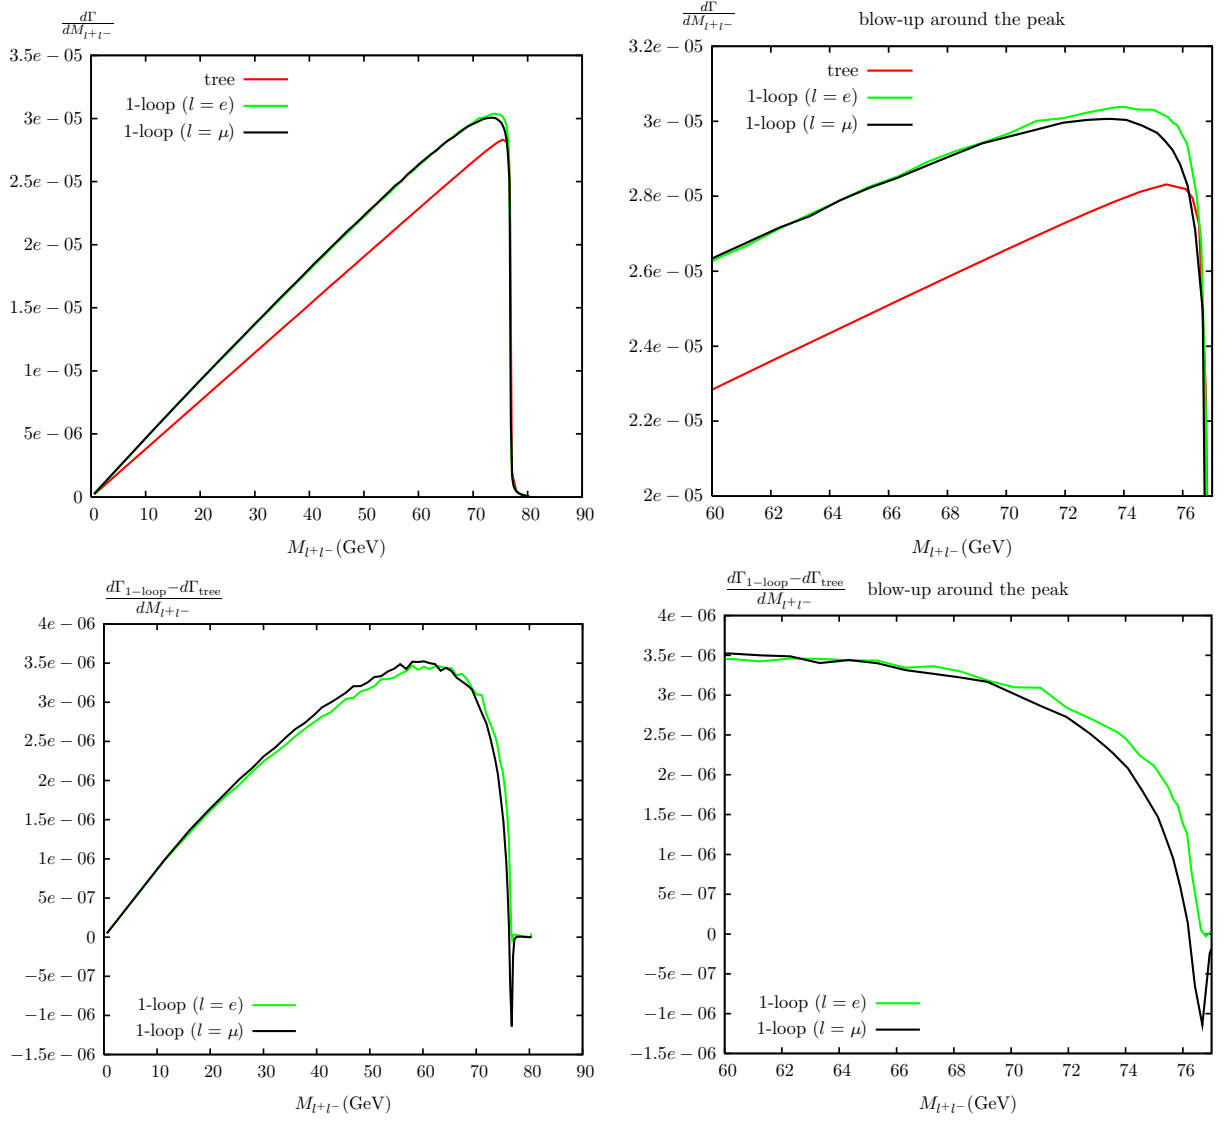 dΓ
dM_{l+l−}
3.5e − 05
3e − 05
2.5e − 05
2e − 05
1.5e − 05
1e − 05
5e − 06
0
tree
1-loop (l = e)
1-loop (l = μ)
0 10 20 30 40 50 60 70 80 90
M_{l+l−}(GeV)
dΓ
dM_{l+l−}
blow-up around the peak
3.2e − 05
3e − 05
2.8e − 05
2.6e − 05
2.4e − 05
2.2e − 05
2e − 05
tree
1-loop (l = e)
1-loop (l = μ)
60 62 64 66 68 70 72 74 76
M_{l+l−}(GeV)
dΓ_{1−loop}−dΓ_{tree}
dM_{l+l−}
4e − 06
3.5e − 06
3e − 06
2.5e − 06
2e − 06
1.5e − 06
1e − 06
5e − 07
0
−5e − 07
−1e − 06
−1.5e − 06
1-loop (l = e)
1-loop (l = μ)
0 10 20 30 40 50 60 70 80 90
M_{l+l−}(GeV)
dΓ_{1−loop}−dΓ_{tree}
dM_{l+l−}
blow-up around the peak
4e − 06
3.5e − 06
3e − 06
2.5e − 06
2e − 06
1.5e − 06
1e − 06
5e − 07
0
−5e − 07
−1e − 06
−1.5e − 06
1-loop (l = e)
1-loop (l = μ)
60 62 64 66 68 70 72 74 76
M_{l+l−}(GeV)